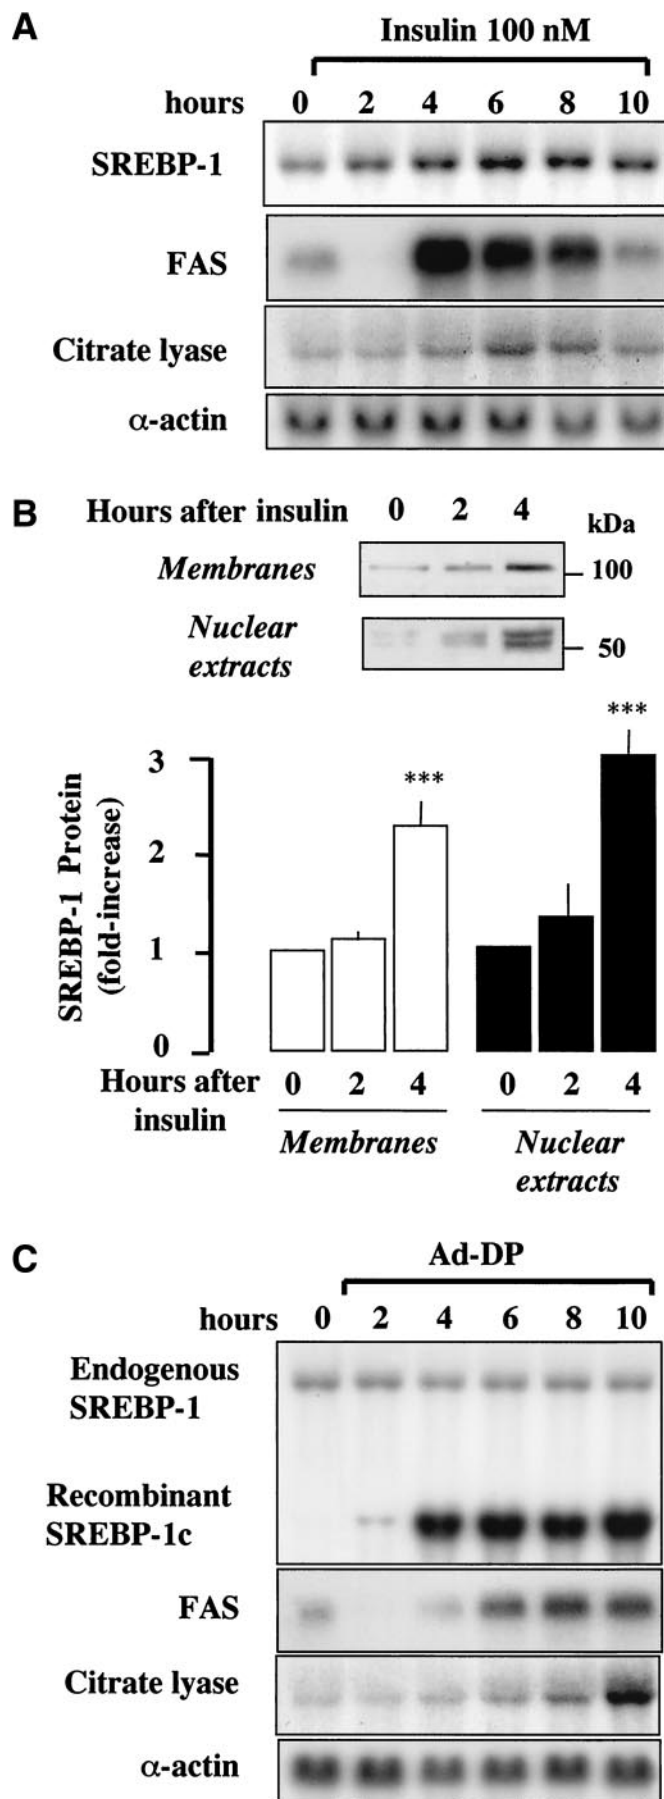 A
Insulin 100 nM
hours 0 2 4 6 8 10
SREBP-1
FAS
Citrate lyase
α-actin
B
Hours after insulin 0 2 4 kDa
Membranes 100
Nuclear
extracts 50
SREBP-1 Protein
(fold-increase)
3
2
1
0
***
***
Hours after
insulin
0 2 4 0 2 4
Membranes Nuclear
extracts
C
Ad-DP
hours 0 2 4 6 8 10
Endogenous
SREBP-1
Recombinant
SREBP-1c
FAS
Citrate lyase
α-actin